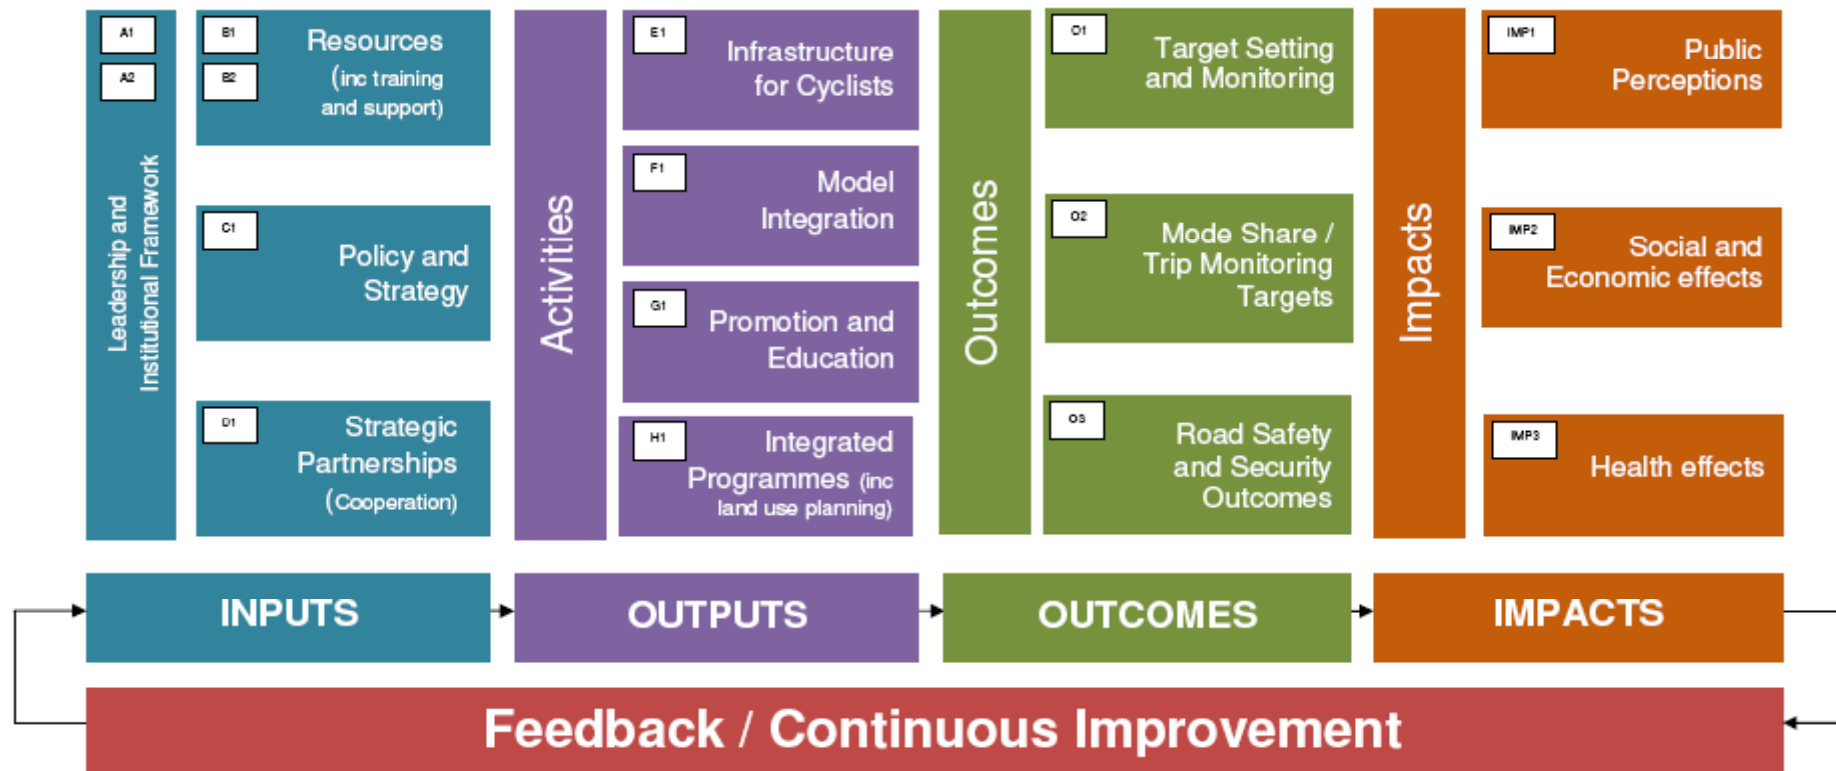 A1
A2
Leadership and
Institutional Framework
B1
B2
Resources
(inc training
and support)
C1
Policy and
Strategy
D1
Strategic
Partnerships
(Cooperation)
Activities
E1
Infrastructure
for Cyclists
F1
Model
Integration
G1
Promotion and
Education
H1
Integrated
Programmes (inc
land use planning)
Outcomes
O1
Target Setting
and Monitoring
O2
Mode Share /
Trip Monitoring
Targets
O3
Road Safety
and Security
Outcomes
Impacts
IMP1
Public
Perceptions
IMP2
Social and
Economic effects
IMP3
Health effects
INPUTS
OUTPUTS
OUTCOMES
IMPACTS
Feedback / Continuous Improvement